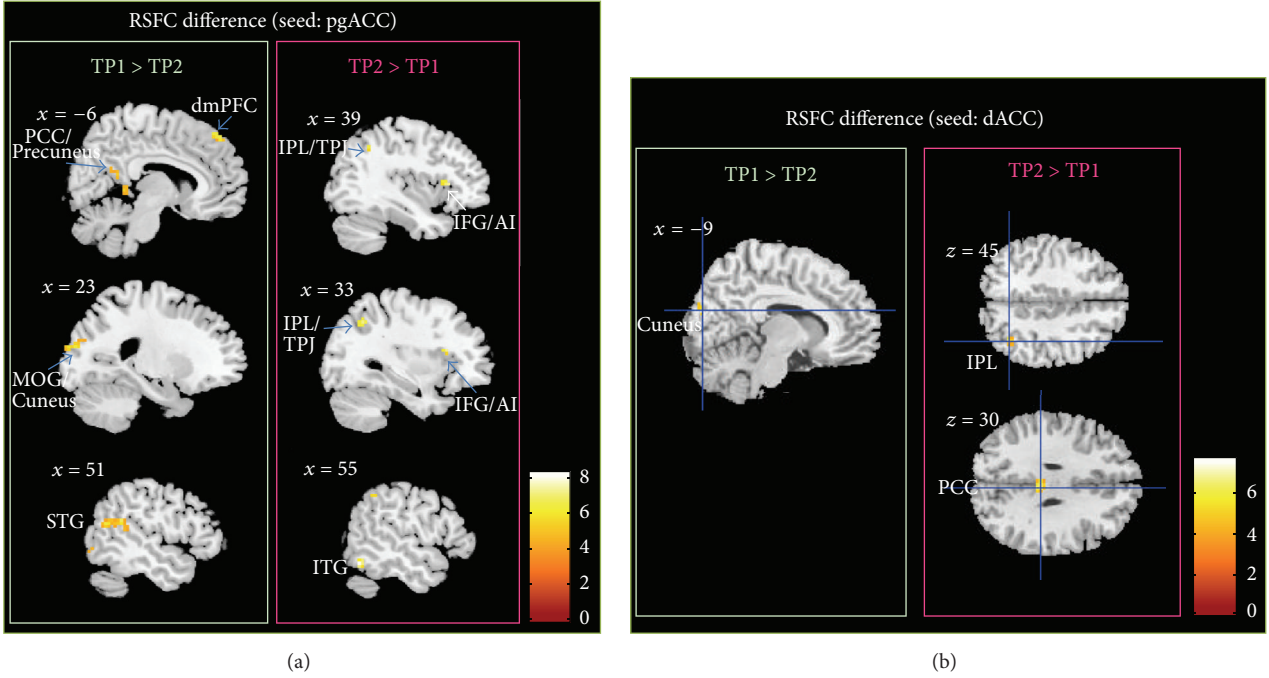 RSFC difference (seed: pgACC)
TP1 > TP2
x = −6
dmPFC
PCC/
Precuneus
x = 23
MOG/
Cuneus
x = 51
STG
TP2 > TP1
x = 39
IPL/TPJ
IFG/AI
x = 33
IPL/
TPJ
IFG/AI
x = 55
ITG
8
6
4
2
0
(a)
RSFC difference (seed: dACC)
TP1 > TP2
x = −9
Cuneus
TP2 > TP1
z = 45
IPL
z = 30
PCC
6
4
2
0
(b)